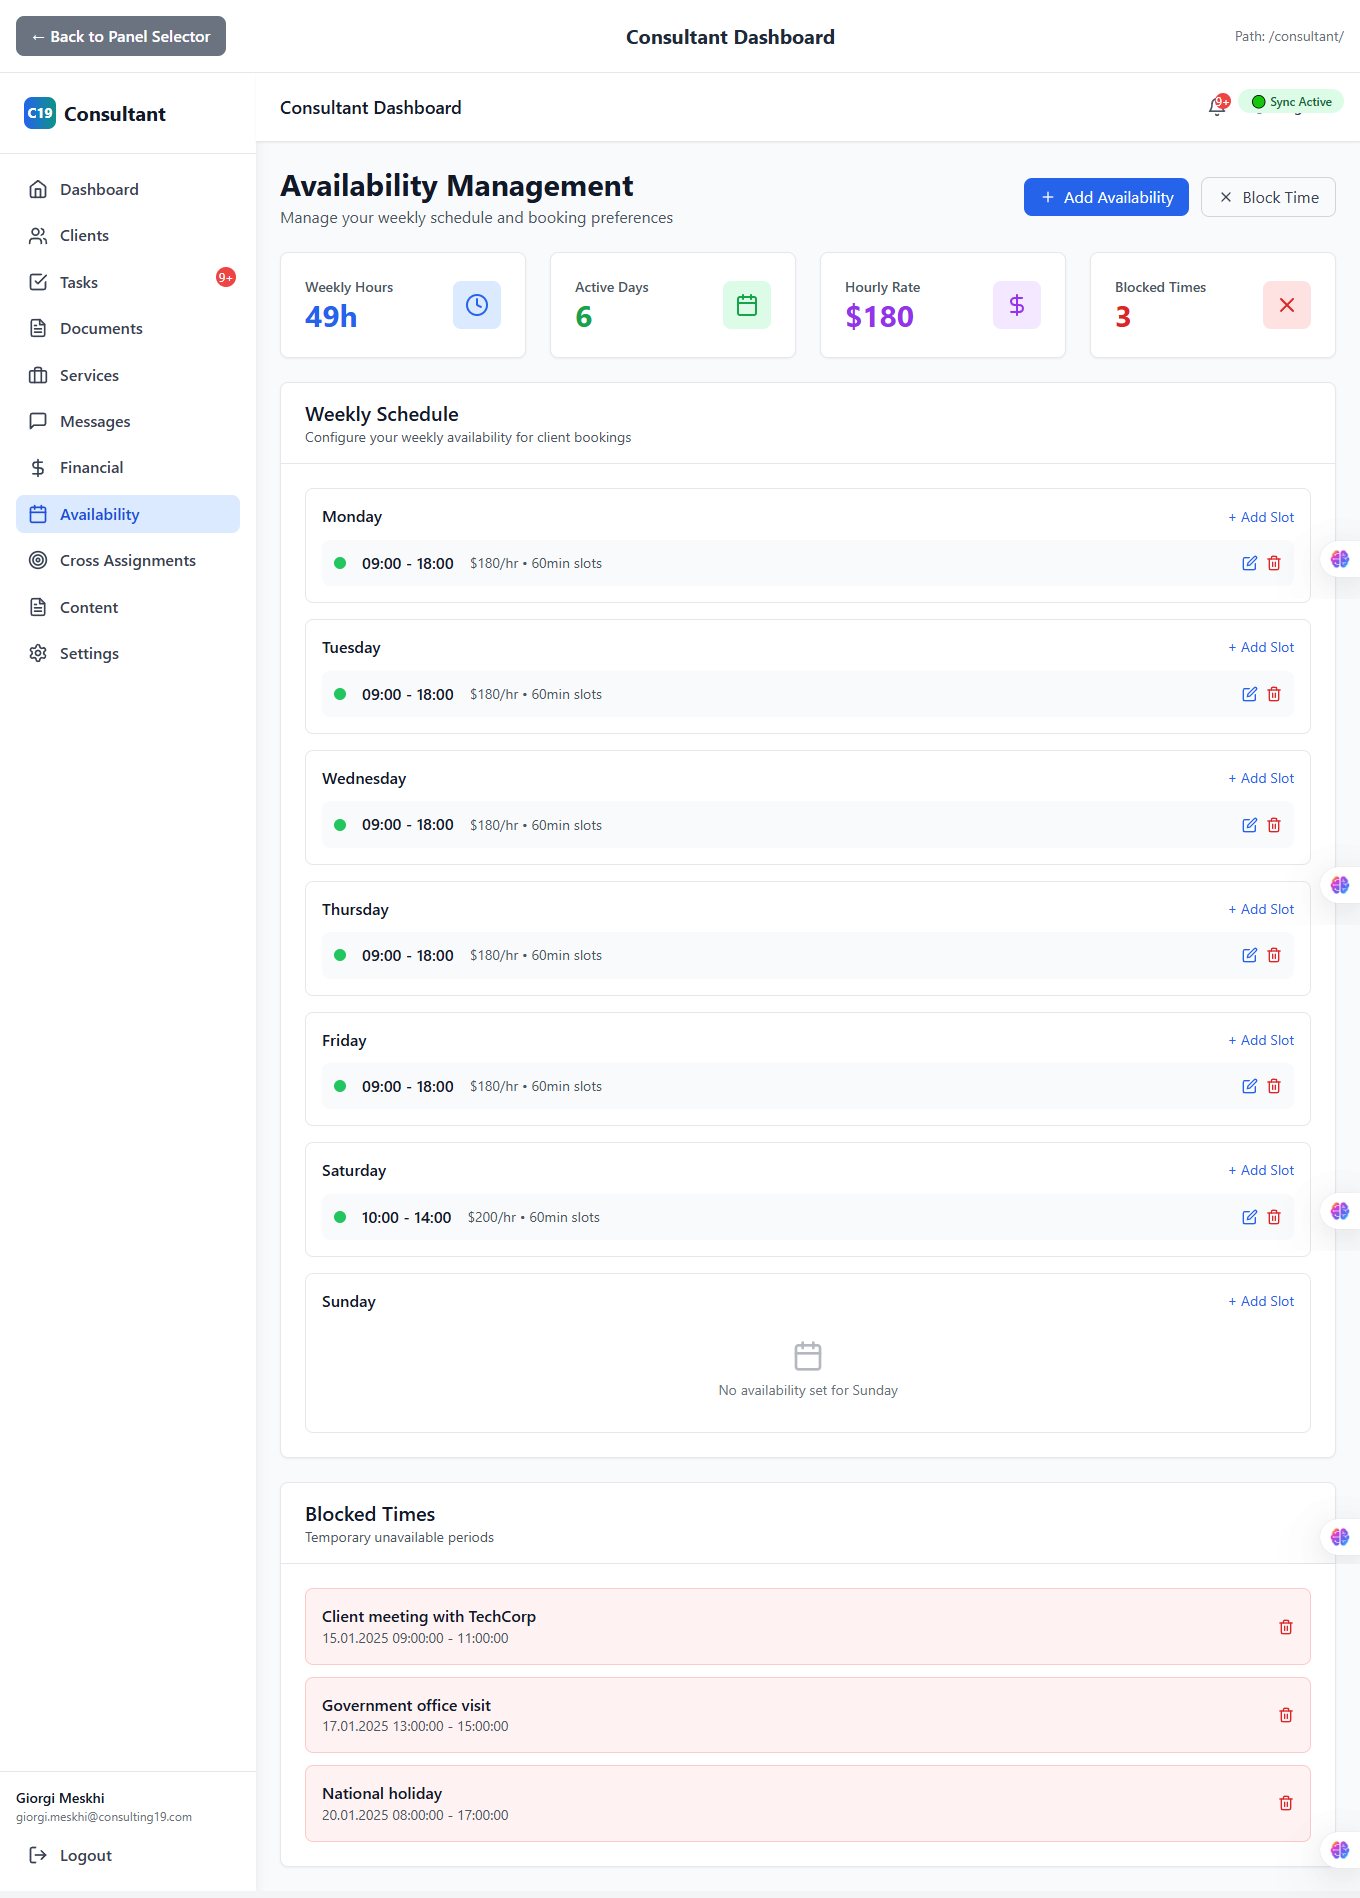 ← Back to Panel Selector
Consultant Dashboard
Path: /consultant/
C19 Consultant
Dashboard
Clients
Tasks
9+
Documents
Services
Messages
Financial
Availability
Cross Assignments
Content
Settings
Giorgi Meskhi
giorgi.meskhi@consulting19.com
Logout
Consultant Dashboard
9+
Sync Active
Availability Management
Manage your weekly schedule and booking preferences
+ Add Availability
× Block Time
Weekly Hours
49h
Active Days
6
Hourly Rate
$180
Blocked Times
3
Weekly Schedule
Configure your weekly availability for client bookings
Monday
+ Add Slot
09:00 - 18:00 $180/hr • 60min slots
Tuesday
+ Add Slot
09:00 - 18:00 $180/hr • 60min slots
Wednesday
+ Add Slot
09:00 - 18:00 $180/hr • 60min slots
Thursday
+ Add Slot
09:00 - 18:00 $180/hr • 60min slots
Friday
+ Add Slot
09:00 - 18:00 $180/hr • 60min slots
Saturday
+ Add Slot
10:00 - 14:00 $200/hr • 60min slots
Sunday
+ Add Slot
No availability set for Sunday
Blocked Times
Temporary unavailable periods
Client meeting with TechCorp
15.01.2025 09:00:00 - 11:00:00
Government office visit
17.01.2025 13:00:00 - 15:00:00
National holiday
20.01.2025 08:00:00 - 17:00:00